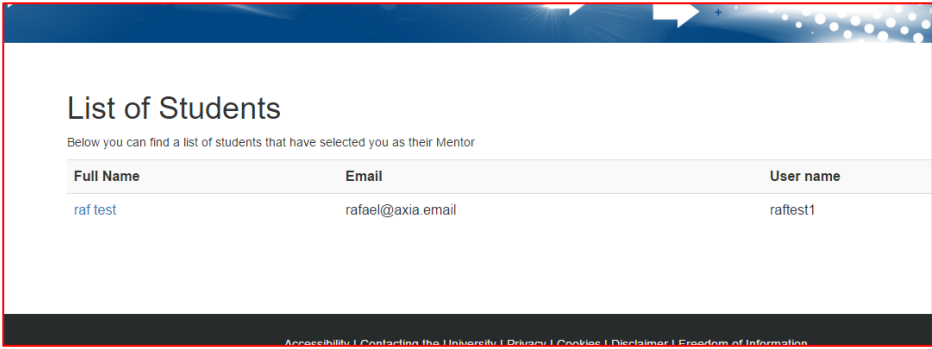 List of Students
Below you can find a list of students that have selected you as their Mentor
Full Name Email User name
raf test rafael@axia.email raftest1
Accessibility | Contacting the University | Privacy | Cookies | Disclaimer | Freedom of Information